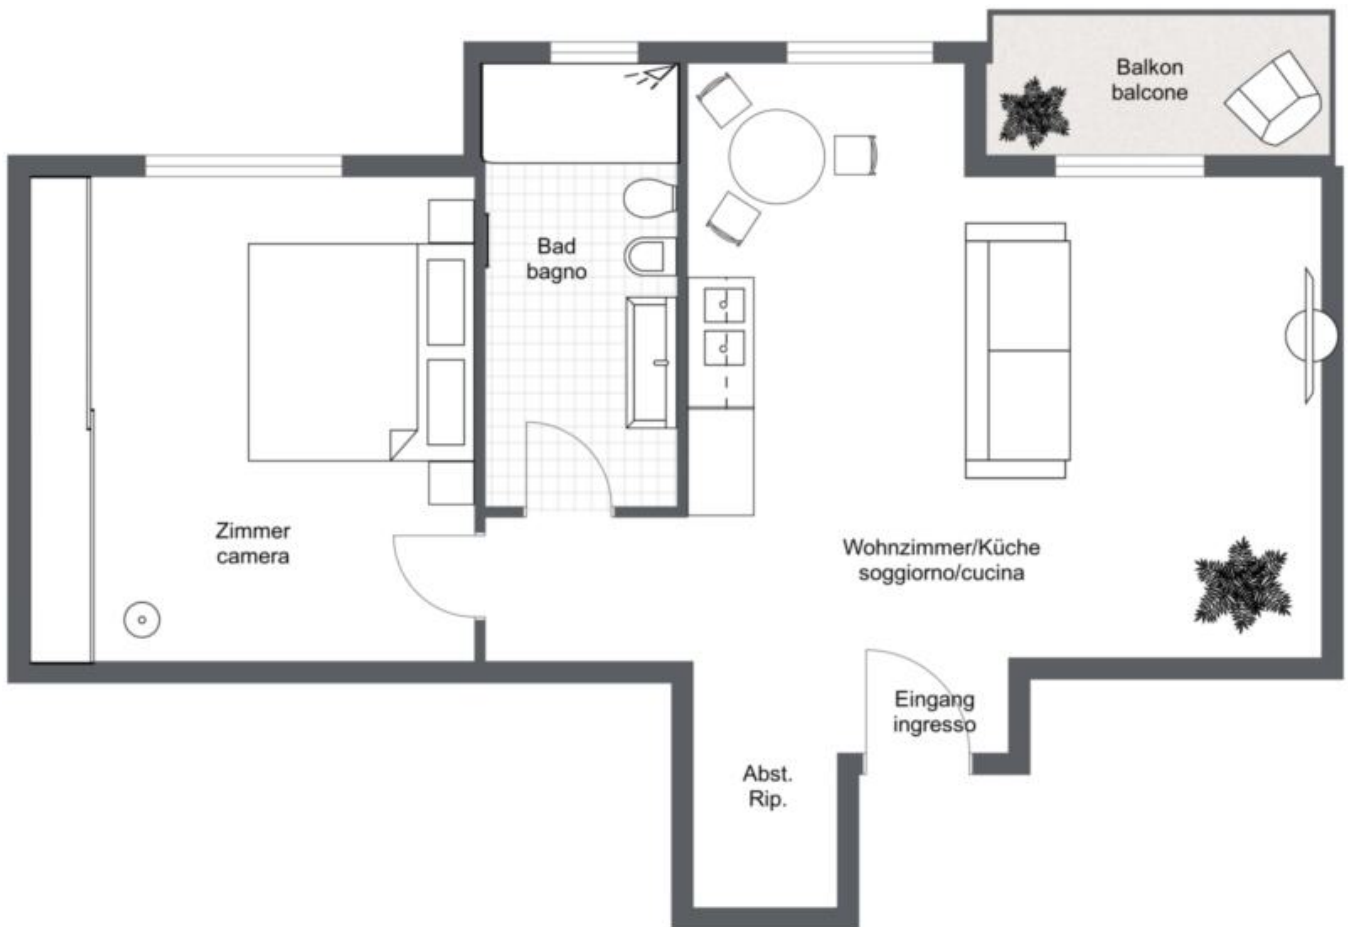 Balkon
balcone
Bad
bagno
Zimmer
camera
Wohnzimmer/Küche
soggiorno/cucina
Eingang
ingresso
Abst.
Rip.